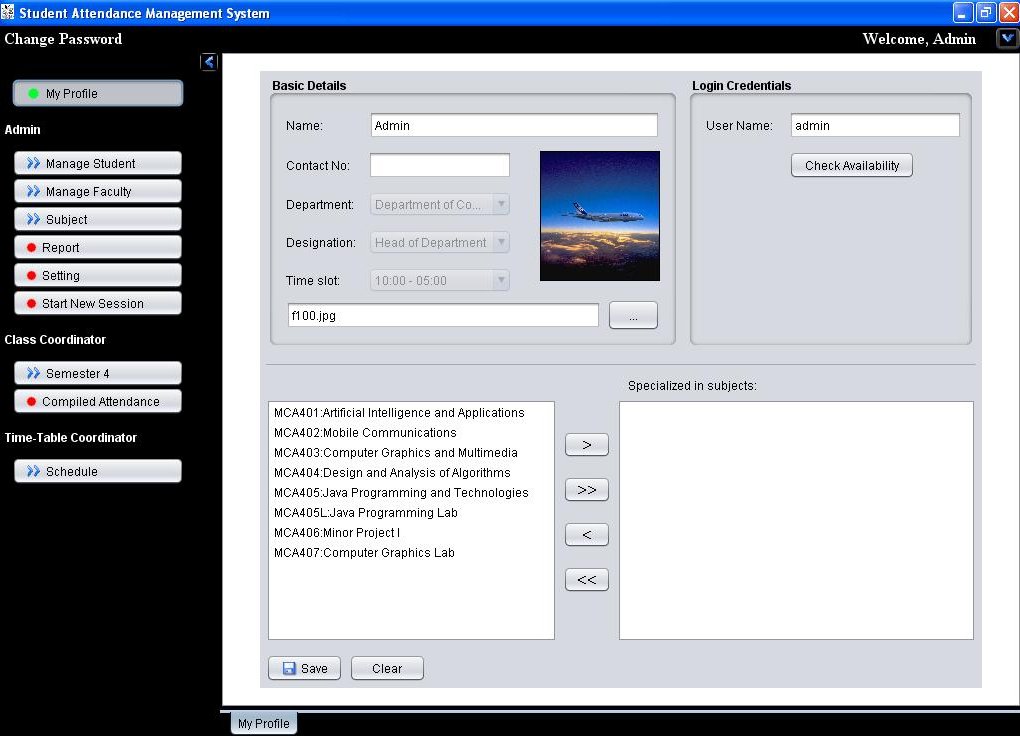 Student Attendance Management System
Change Password
Welcome, Admin
My Profile
Admin
Manage Student
Manage Faculty
Subject
Report
Setting
Start New Session
Class Coordinator
Semester 4
Compiled Attendance
Time-Table Coordinator
Schedule
Basic Details
Name: Admin
Contact No:
Department: Department of Co...
Designation: Head of Department
Time slot: 10:00 - 05:00
f100.jpg ...
Login Credentials
User Name: admin
Check Availability
Specialized in subjects:
MCA401:Artificial Intelligence and Applications
MCA402:Mobile Communications
MCA403:Computer Graphics and Multimedia
MCA404:Design and Analysis of Algorithms
MCA405:Java Programming and Technologies
MCA405L:Java Programming Lab
MCA406:Minor Project I
MCA407:Computer Graphics Lab
>
>>
<
<<
Save Clear
My Profile